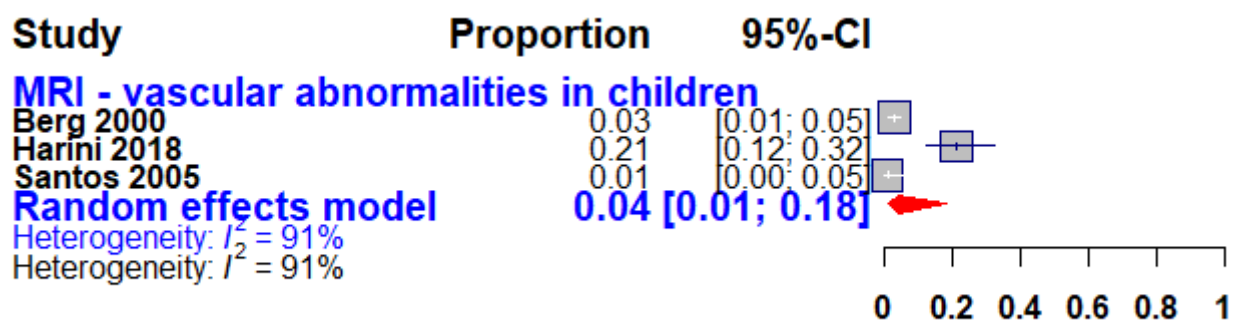 Study Proportion 95%-CI
MRI - vascular abnormalities in children
Berg 2000 0.03 [0.01; 0.05]
Harini 2018 0.21 [0.12; 0.32]
Santos 2005 0.01 [0.00; 0.05]
Random effects model 0.04 [0.01; 0.18]
Heterogeneity: I² = 91%
Heterogeneity: I² = 91%
0 0.2 0.4 0.6 0.8 1